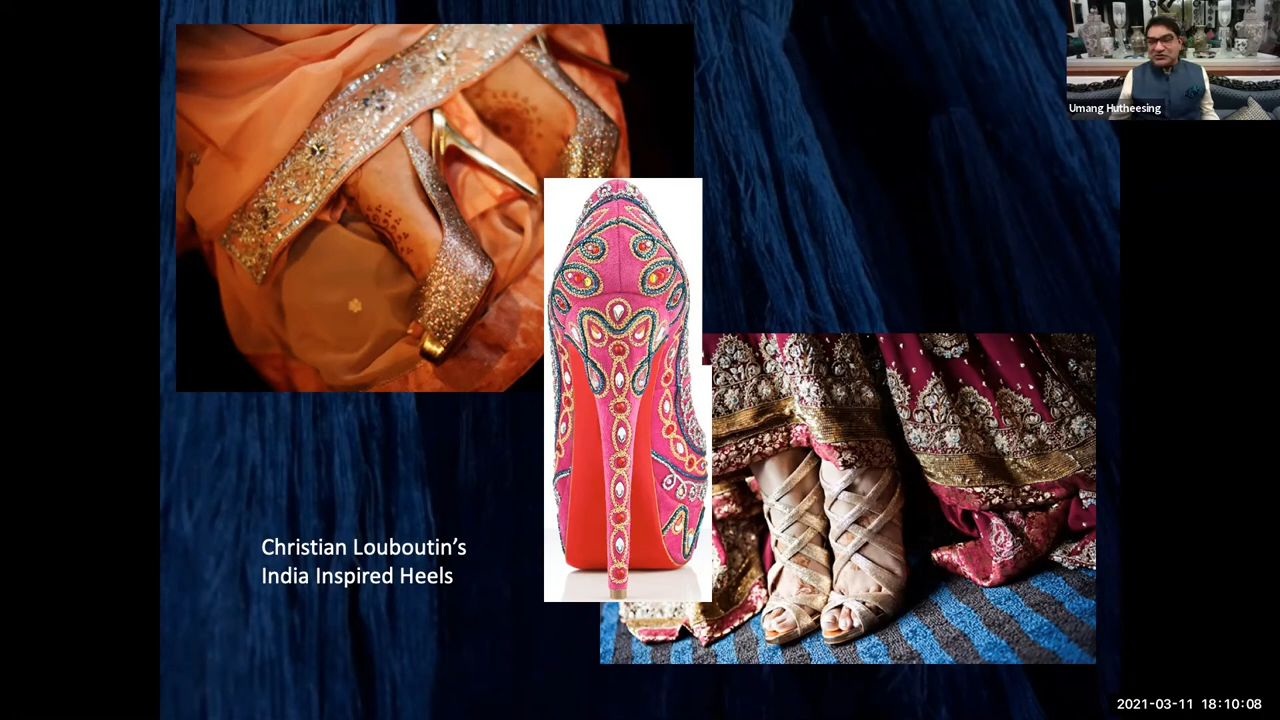 Umang Hutheesing
Christian Louboutin’s
India Inspired Heels
2021-03-11 18:10:08